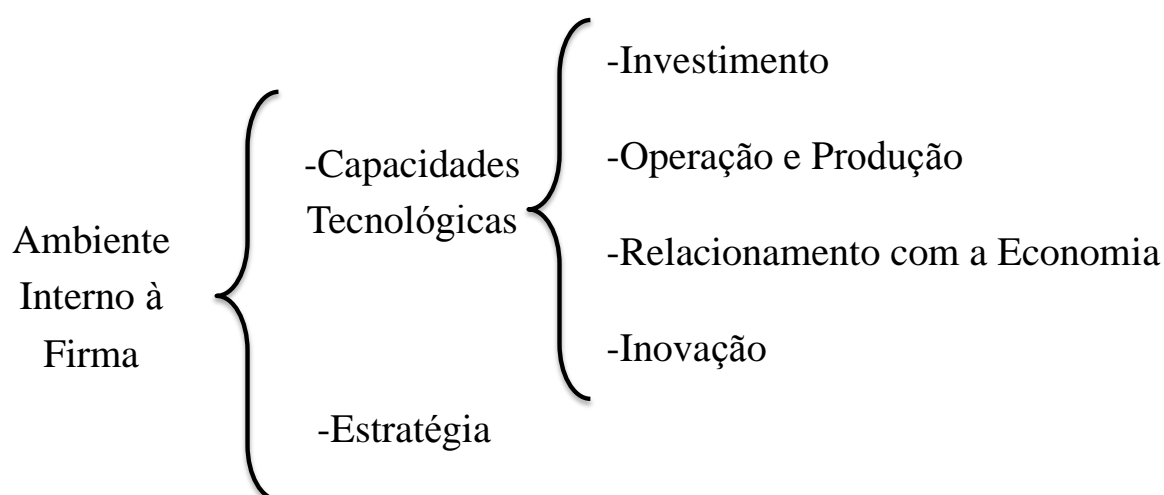 Ambiente
Interno à
Firma
-Capacidades
Tecnológicas
-Investimento
-Operação e Produção
-Relacionamento com a Economia
-Inovação
-Estratégia